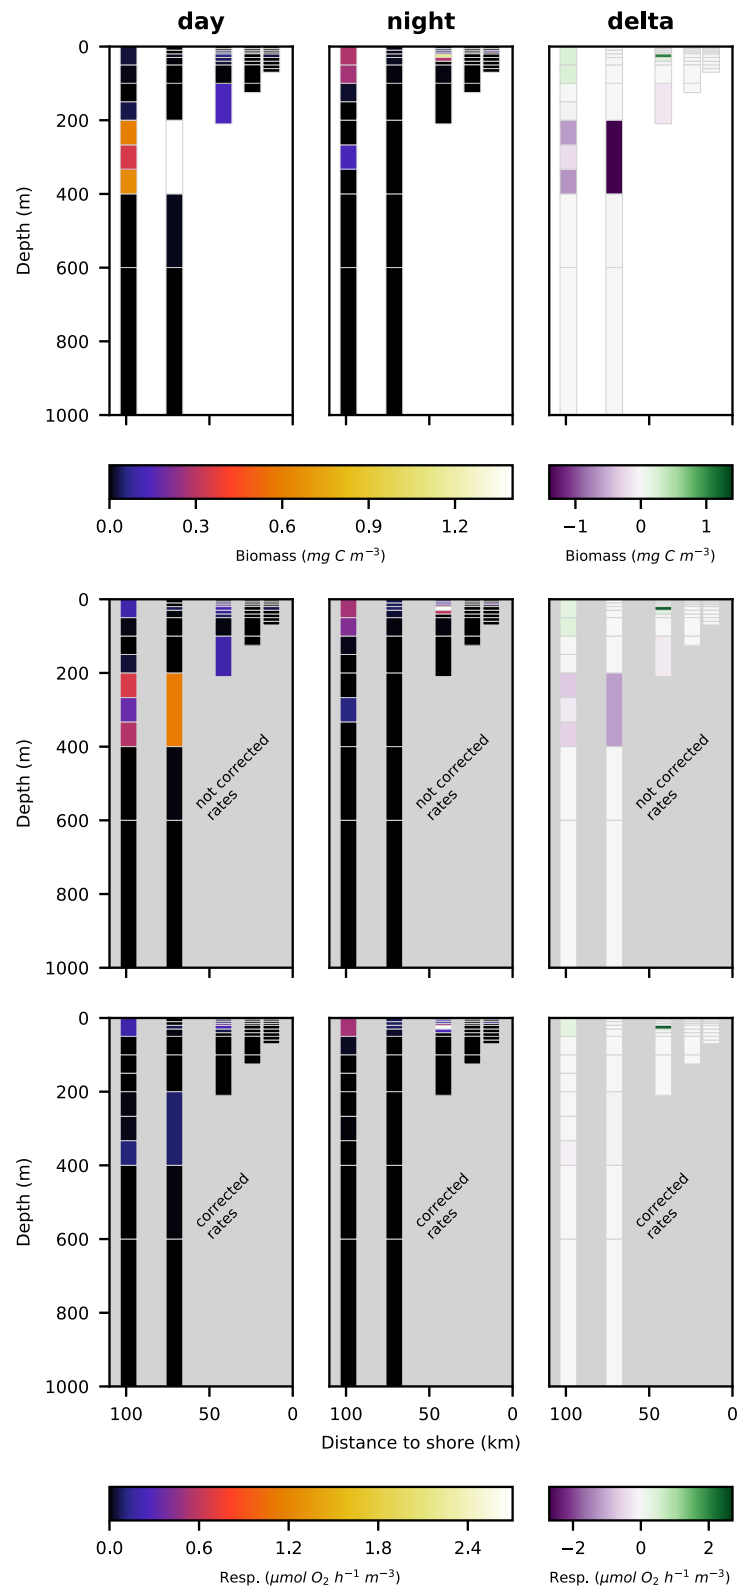 day night delta
0
200
400
600
800
1000
Depth (m)
0.0 0.3 0.6 0.9 1.2
Biomass (mg C m⁻³)
−1 0 1
Biomass (mg C m⁻³)
0
200
400
600
800
1000
Depth (m)
not corrected
rates
not corrected
rates
not corrected
rates
0
200
400
600
800
1000
Depth (m)
corrected
rates
corrected
rates
corrected
rates
100 50 0
100 50 0
100 50 0
Distance to shore (km)
0.0 0.6 1.2 1.8 2.4
Resp. (μmol O₂ h⁻¹ m⁻³)
−2 0 2
Resp. (μmol O₂ h⁻¹ m⁻³)